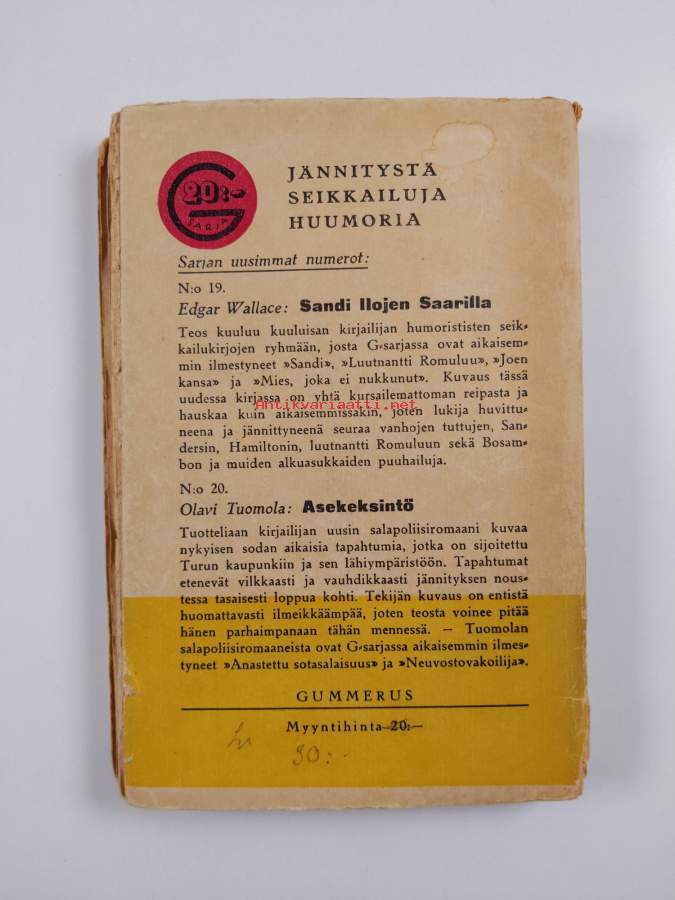 20:-
G
SARJA
JÄNNITYSTÄ
SEIKKAILUJA
HUUMORIA
Sarjan uusimmat numerot:
N:o 19.
Edgar Wallace: Sandi Ilojen Saarilla
Teos kuuluu kuuluisan kirjailijan humorististen seik-
kailukirjojen ryhmään, josta G-sarjassa ovat aikaisem-
min ilmestyneet »Sandi», »Luutnantti Romuluu», »Joen
kansa» ja »Mies, joka ei nukkunut». Kuvaus tässä
uudessa kirjassa on yhtä kursailemattoman reipasta ja
Antikvariaatti.net
hauskaa kuin aikaisemmissakin, joten lukija huvittu-
neena ja jännittyneenä seuraa vanhojen tuttujen, San-
dersin, Hamiltonin, luutnantti Romuluun sekä Bosam-
bon ja muiden alkuasukkaiden puuhailuja.
N:o 20.
Olavi Tuomola: Asekeksintö
Tuotteliaan kirjailijan uusin salapoliisiromaani kuvaa
nykyisen sodan aikaisia tapahtumia, jotka on sijoitettu
Turun kaupunkiin ja sen lähiympäristöön. Tapahtumat
etenevät vilkkaasti ja vauhdikkaasti jännityksen nous-
tessa tasaisesti loppua kohti. Tekijän kuvaus on entistä
huomattavasti ilmeikkäämpää, joten teosta voinee pitää
hänen parhaimpanaan tähän mennessä. — Tuomolan
salapoliisiromaaneista ovat G-sarjassa aikaisemmin ilmes-
tyneet »Anastettu sotasalaisuus» ja »Neuvostovakoilija».
GUMMERUS
Myyntihinta 20:—
30:-